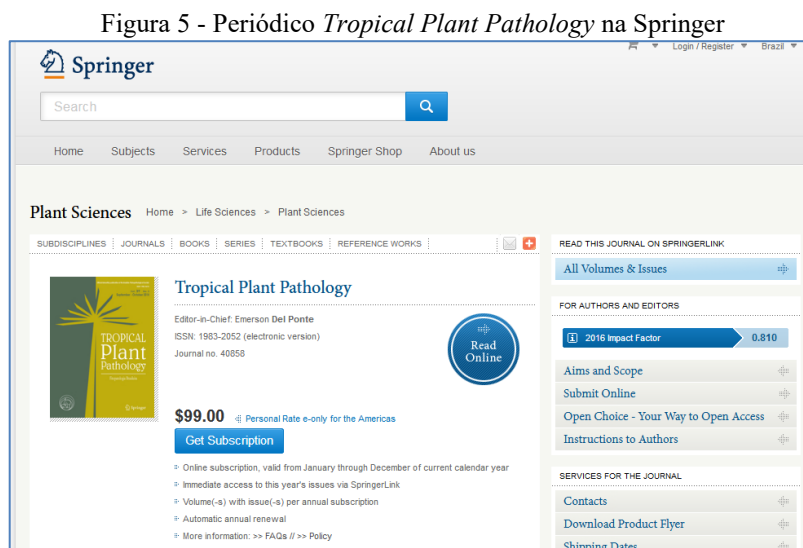 Figura 5 - Periódico Tropical Plant Pathology na Springer
Login / Register Brazil
Springer
Search
Home Subjects Services Products Springer Shop About us
Plant Sciences Home > Life Sciences > Plant Sciences
SUBDISCIPLINES JOURNALS BOOKS SERIES TEXTBOOKS REFERENCE WORKS
TROPICAL
Plant
Pathology
Springer
Tropical Plant Pathology
Editor-in-Chief: Emerson Del Ponte
ISSN: 1983-2052 (electronic version)
Journal no. 40858
Read
Online
$99.00 Personal Rate e-only for the Americas
Get Subscription
Online subscription, valid from January through December of current calendar year
Immediate access to this year's issues via SpringerLink
Volume(-s) with issue(-s) per annual subscription
Automatic annual renewal
More information: >> FAQs // >> Policy
READ THIS JOURNAL ON SPRINGERLINK
All Volumes & Issues
FOR AUTHORS AND EDITORS
2016 Impact Factor 0.810
Aims and Scope
Submit Online
Open Choice - Your Way to Open Access
Instructions to Authors
SERVICES FOR THE JOURNAL
Contacts
Download Product Flyer
Shipping Dates